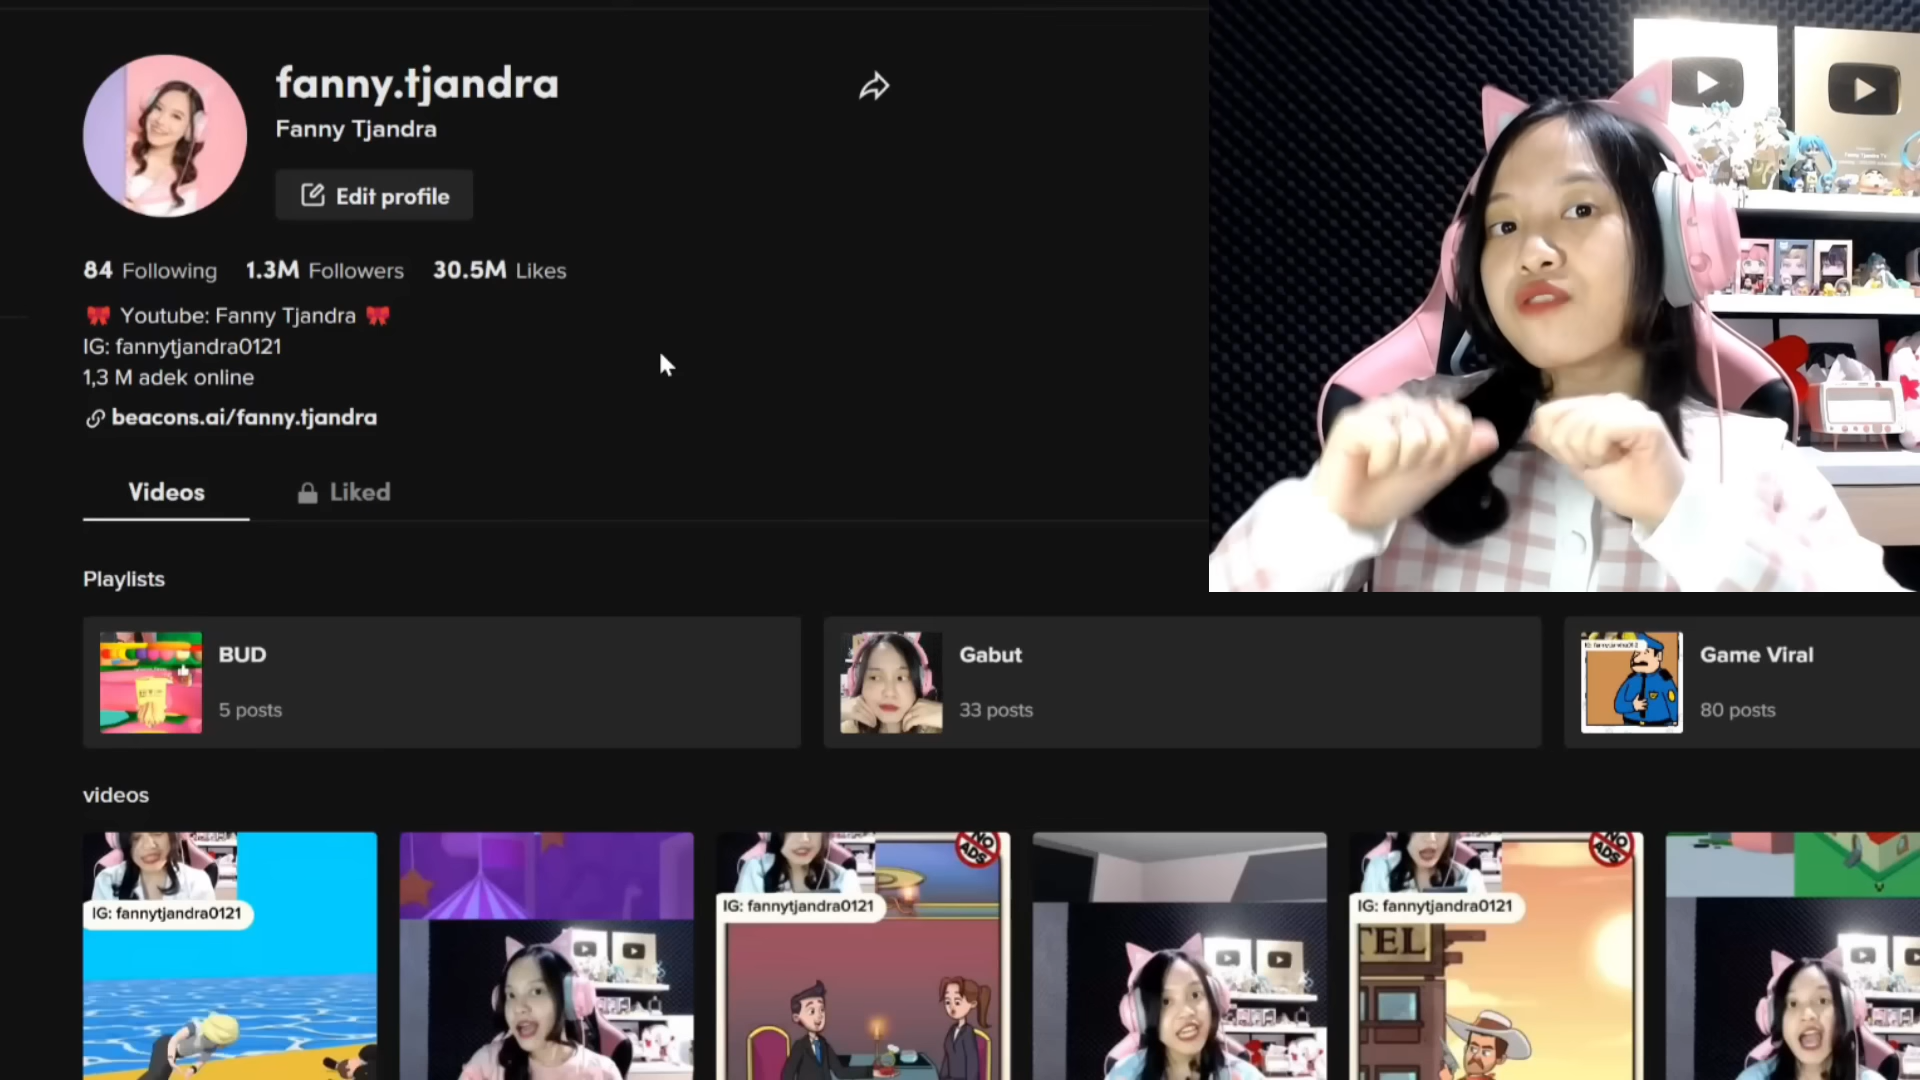 fanny.tjandra
Fanny Tjandra
Edit profile
84 Following 1.3M Followers 30.5M Likes
Youtube: Fanny Tjandra
IG: fannytjandra0121
1,3 M adek online
beacons.ai/fanny.tjandra
Videos Liked
Playlists
BUD
5 posts
Gabut
33 posts
Game Viral
80 posts
videos
IG: fannytjandra0121
NO ADS
IG: fannytjandra0121
NO ADS
IG: fannytjandra0121
TEL